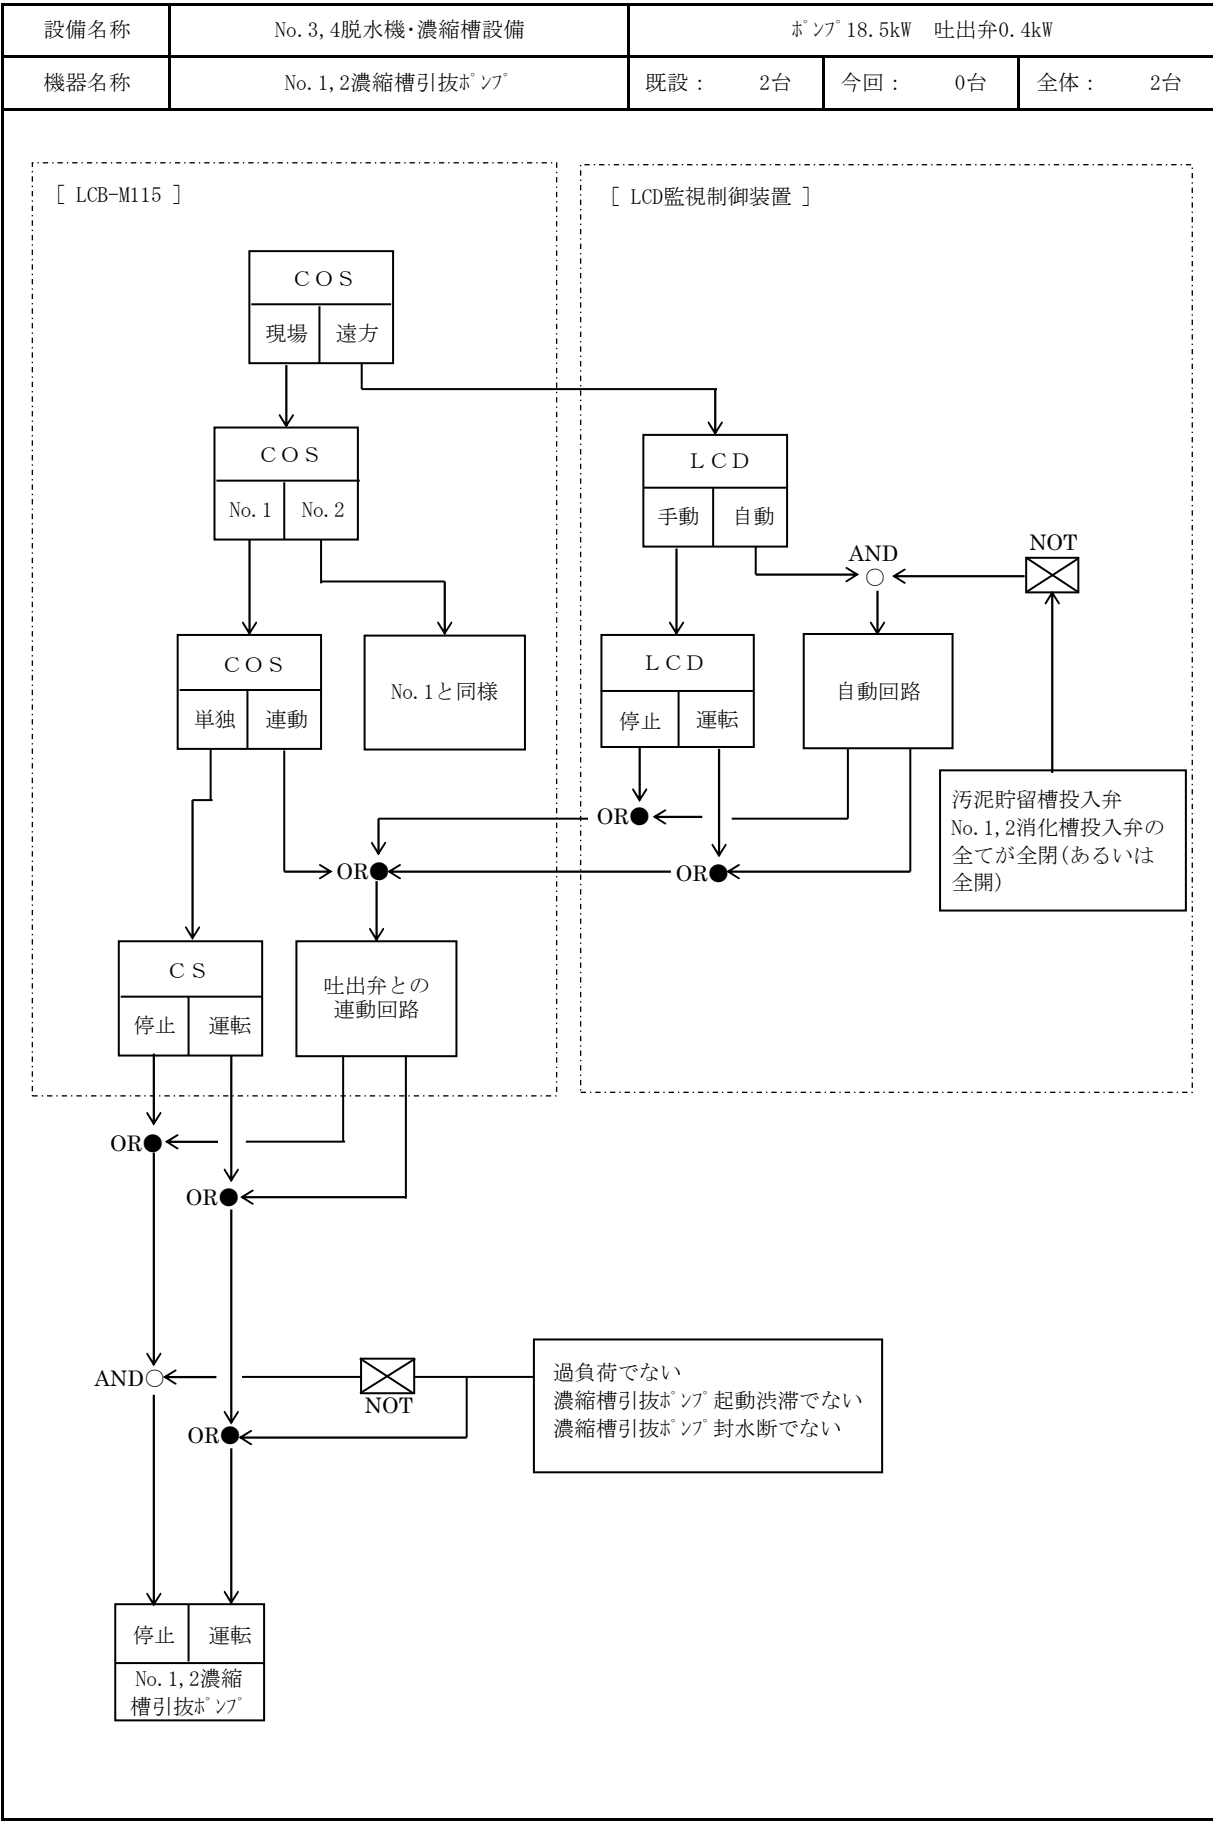 設備名称 No.3,4脱水機・濃縮槽設備 ﾎﾟﾝﾌﾟ18.5kW 吐出弁0.4kW
機器名称 No.1,2濃縮槽引抜ﾎﾟﾝﾌﾟ 既設： 2台 今回： 0台 全体： 2台
[ LCB-M115 ]
[ LCD監視制御装置 ]
ＣＯＳ
現場 遠方
ＣＯＳ
No.1 No.2
ＬＣＤ
手動 自動
AND
NOT
ＣＯＳ
単独 連動
No.1と同様
ＬＣＤ
停止 運転
自動回路
汚泥貯留槽投入弁
No.1,2消化槽投入弁の
全てが全閉(あるいは
全開)
OR
OR
OR
ＣＳ
停止 運転
吐出弁との
連動回路
OR
OR
AND
NOT
OR
過負荷でない
濃縮槽引抜ﾎﾟﾝﾌﾟ起動渋滞でない
濃縮槽引抜ﾎﾟﾝﾌﾟ封水断でない
停止 運転
No.1,2濃縮
槽引抜ﾎﾟﾝﾌﾟ